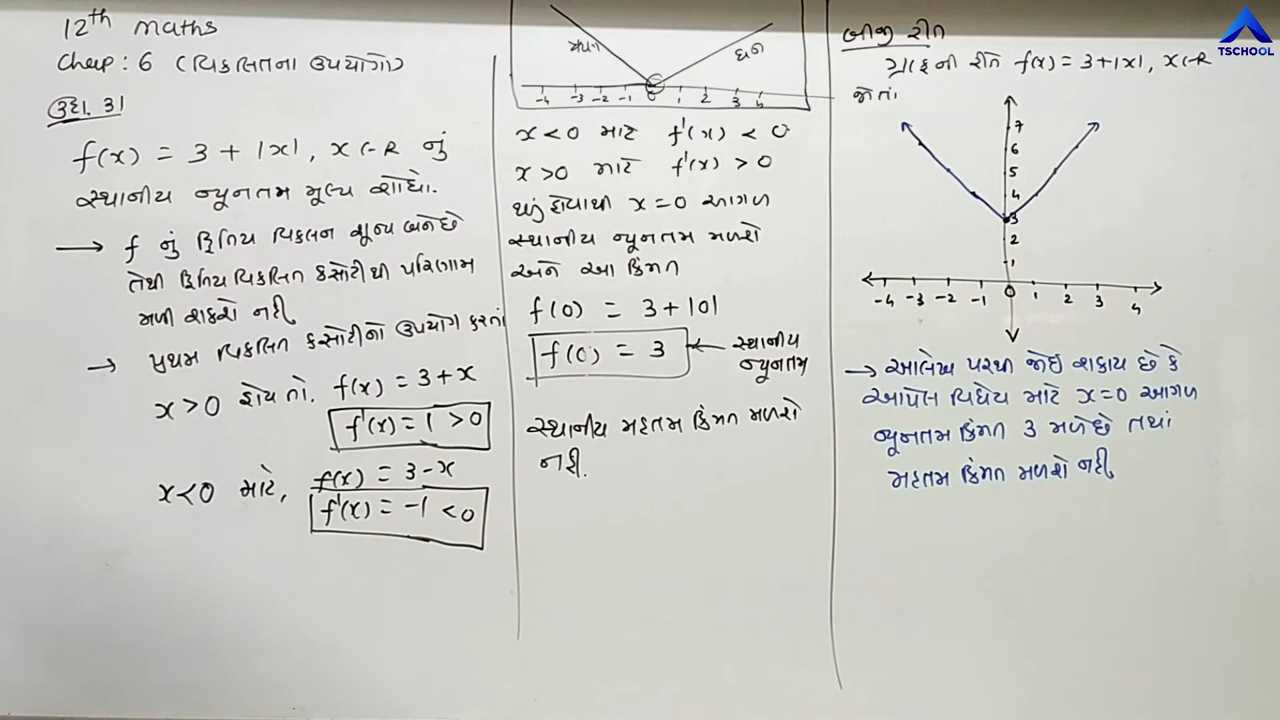 12th maths
Chap : 6 (વિકલિતના ઉપયોગો)
ઉદા. 31
f(x) = 3 + |x|, x ∈ R નું
સ્થાનીય ન્યૂનતમ મૂલ્ય શોધો.
→ f નું દ્વિતિય વિકલન શૂન્ય બને છે
તેથી દ્વિતિય વિકલિત કસોટીથી પરિણામ
મળી શકશે નહી
→ પ્રથમ વિકલિત કસોટીનો ઉપયોગ કરતાં
x > 0 હોય તો, f(x) = 3 + x
f'(x) = 1 > 0
x < 0 માટે, f(x) = 3 - x
f'(x) = -1 < 0
ઋણ
ધન
-4 -3 -2 -1 0 1 2 3 4
x < 0 માટે f'(x) < 0
x > 0 માટે f'(x) > 0
થતું હોવાથી x = 0 આગળ
સ્થાનીય ન્યૂનતમ મળશે
અને આ કિંમત
f(0) = 3 + |0|
f(0) = 3 ← સ્થાનીય
ન્યૂનતમ
સ્થાનીય મહત્તમ કિંમત મળશે
નહી.
બીજી રીત
ગ્રાફની રીતે f(x) = 3 + |x|, x ∈ R
જોતાં
7
6
5
4
3
2
1
-4 -3 -2 -1 0 1 2 3 4
→ આલેખ પરથી જોઈ શકાય છે કે
આપેલ વિધેય માટે x = 0 આગળ
ન્યૂનતમ કિંમત 3 મળે છે તથાં
મહત્તમ કિંમત મળશે નહી
TSCHOOL